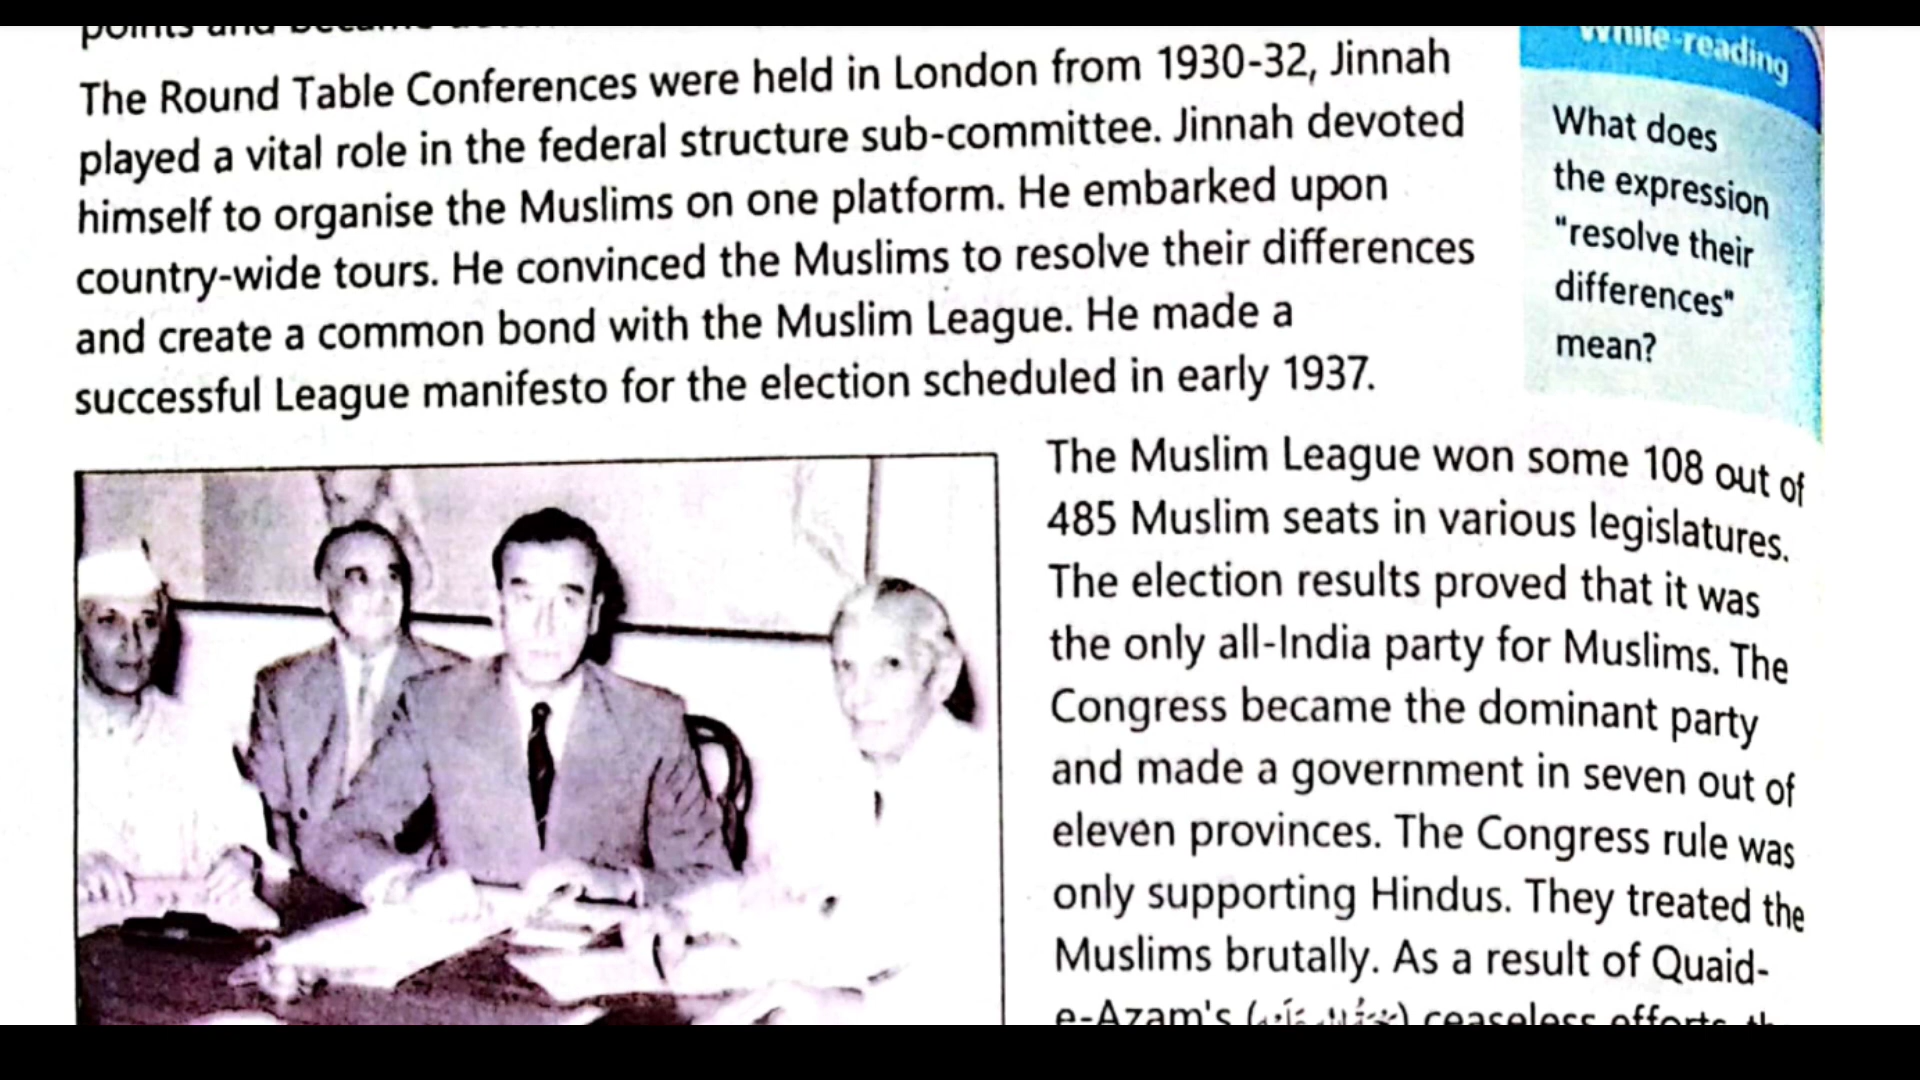 points and became
The Round Table Conferences were held in London from 1930-32, Jinnah
played a vital role in the federal structure sub-committee. Jinnah devoted
himself to organise the Muslims on one platform. He embarked upon
country-wide tours. He convinced the Muslims to resolve their differences
and create a common bond with the Muslim League. He made a
successful League manifesto for the election scheduled in early 1937.
While-reading
What does
the expression
"resolve their
differences"
mean?
The Muslim League won some 108 out of
485 Muslim seats in various legislatures.
The election results proved that it was
the only all-India party for Muslims. The
Congress became the dominant party
and made a government in seven out of
eleven provinces. The Congress rule was
only supporting Hindus. They treated the
Muslims brutally. As a result of Quaid-
e-Azam's ceaseless efforts,